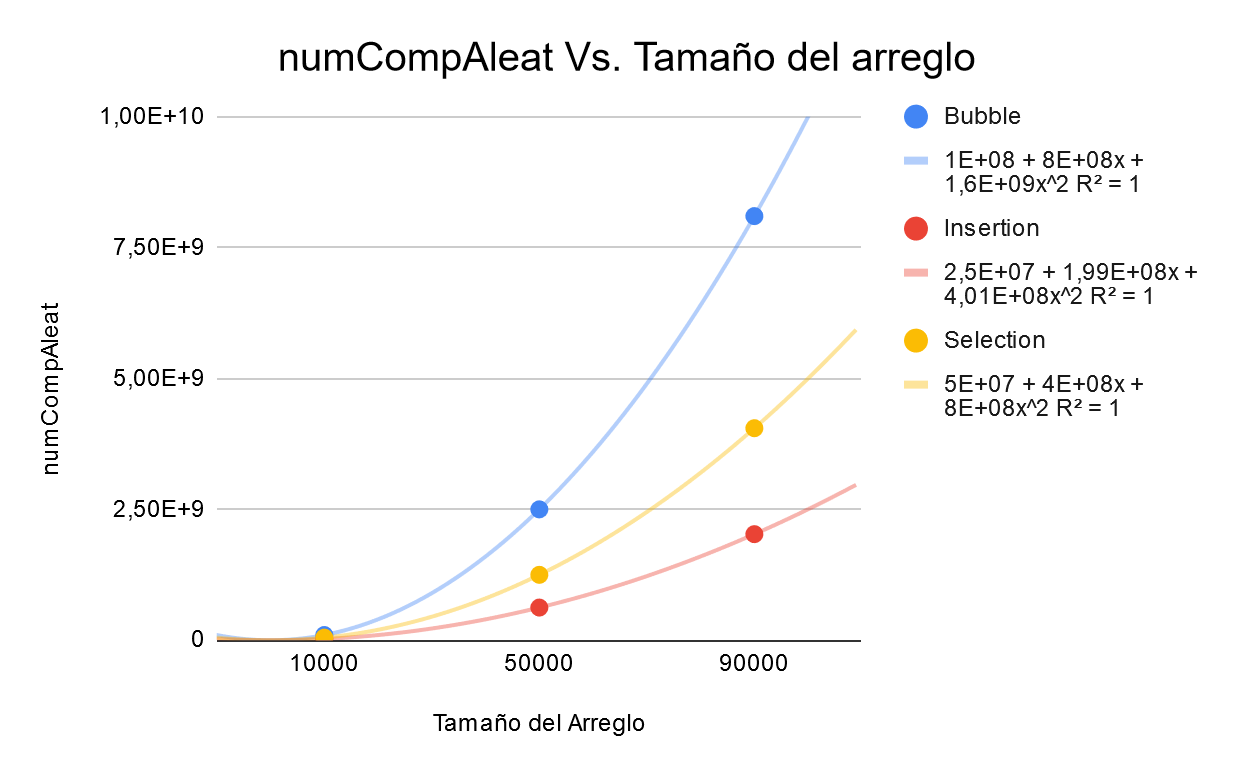 numCompAleat Vs. Tamaño del arreglo
1,00E+10
7,50E+9
5,00E+9
2,50E+9
0
numCompAleat
10000
50000
90000
Tamaño del Arreglo
Bubble
1E+08 + 8E+08x +
1,6E+09x^2 R² = 1
Insertion
2,5E+07 + 1,99E+08x +
4,01E+08x^2 R² = 1
Selection
5E+07 + 4E+08x +
8E+08x^2 R² = 1